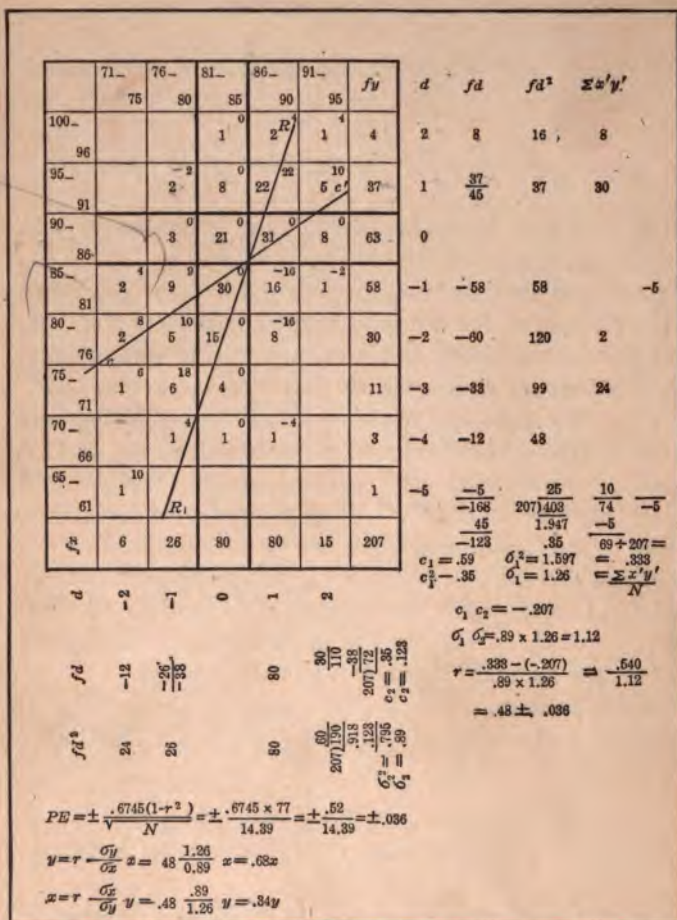 71– 76– 81– 86– 91– fy d fd fd² Σx'y'
75 80 85 90 95
100– 0 R 4 4
1 2 1 4 2 8 16 8
96
95– –2 0 22 10
2 8 22 5 c' 37 1 37/45 37 30
91
90– 0 0 0 0
3 21 31 8 63 0
86
85– 4 9 0 –16 –2
2 9 30 16 1 58 –1 –58 58 –5
81
80– 8 10 0 –16
2 5 15 8 30 –2 –60 120 2
76 c
75– 6 18 0
1 6 4 11 –3 –33 99 24
71
70– 4 0 –4
1 1 1 3 –4 –12 48
66
65– 10
1 1 –5 –5 25 10
61 R₁ –168 207)403 74 –5
45 1.947 –5
fx 6 26 80 80 15 207 –123 .35 69÷207=
c₁ = .59 σ₁² = 1.597 = .333
c₁² – .35 σ₁ = 1.26 = Σx'y'/N
d –2 –1 0 1 2
c₁ c₂ = –.207
σ₁ σ₂ = .89 x 1.26 = 1.12
fd –12 –26/–38 80 30/110
–38
207)72
c₂ = .35
c₂ = .123
r = .333 – (–.207)/.89 x 1.26 = .540/1.12
= .48 ± .036
fd² 24 26 80 60
207)190
.918
.123
σ₂² = .795
σ₂ = .89
PE = ± .6745(1-r²)/√N = ± .6745 x 77/14.39 = ± .52/14.39 = ±.036
y = r σy/σx x = 48 1.26/0.89 x = .68x
x = r σx/σy y = .48 .89/1.26 y = .34y